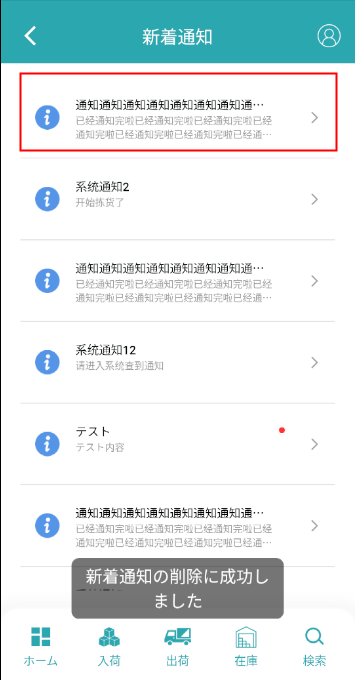 新着通知
通知通知通知通知通知通知通知通…
已经通知完啦已经通知完啦已经通知完啦已经
通知完啦已经通知完啦已经通知完啦已经通…
系统通知2
开始拣货了
通知通知通知通知通知通知通知通…
已经通知完啦已经通知完啦已经通知完啦已经
通知完啦已经通知完啦已经通知完啦已经通…
系统通知12
请进入系统查到通知
テスト
テスト内容
通知通知通知通知通知通知通知通…
已经通知完啦已经通知完啦已经通知完啦已经
通知完啦已经通知完啦已经通知完啦已经通…
新着通知の削除に成功し
ました
ホーム
入荷
出荷
在庫
検索